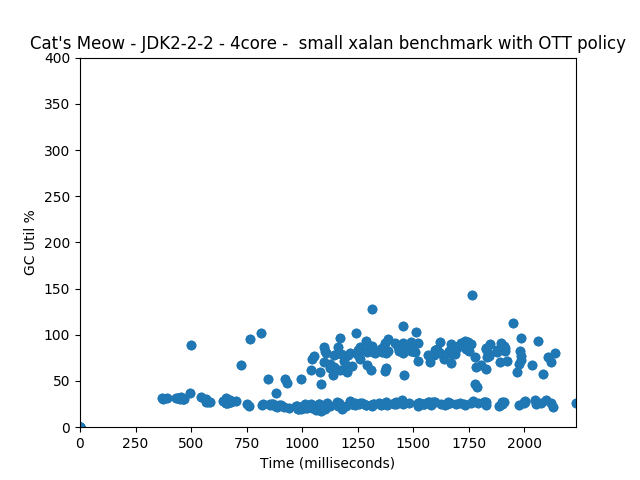 Cat's Meow - JDK2-2-2 - 4core -  small xalan benchmark with OTT policy
400
350
300
250
200
150
100
50
0
GC Util %
0 250 500 750 1000 1250 1500 1750 2000
Time (milliseconds)